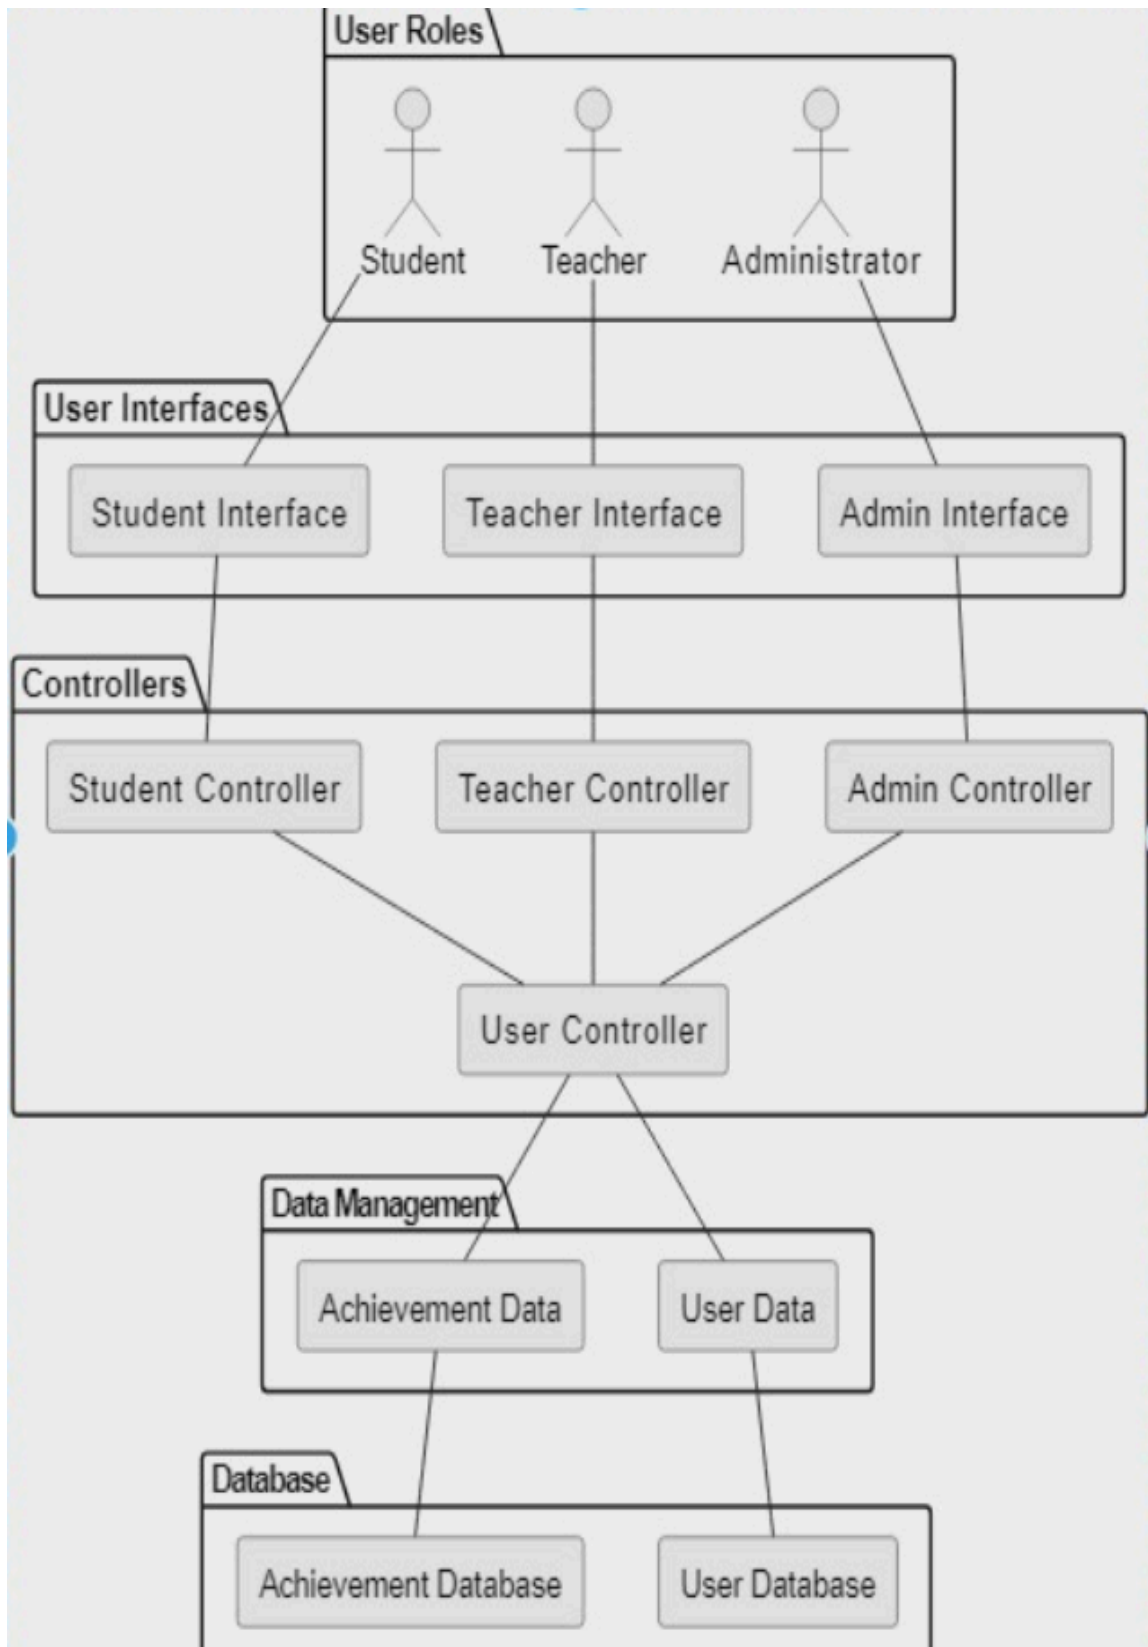 User Roles
Student Teacher Administrator
User Interfaces
Student Interface Teacher Interface Admin Interface
Controllers
Student Controller Teacher Controller Admin Controller
User Controller
Data Management
Achievement Data User Data
Database
Achievement Database User Database